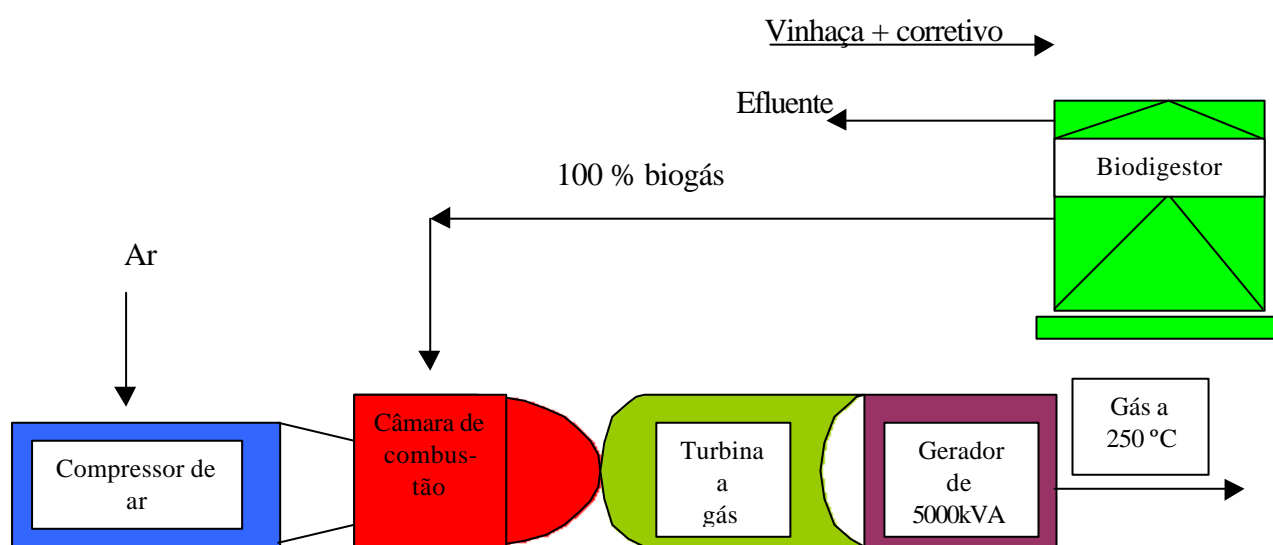 Vinhaça + corretivo
Efluente
Biodigestor
100 % biogás
Ar
Compressor de
ar
Câmara de
combus-
tão
Turbina
a
gás
Gerador
de
5000kVA
Gás a
250 ºC